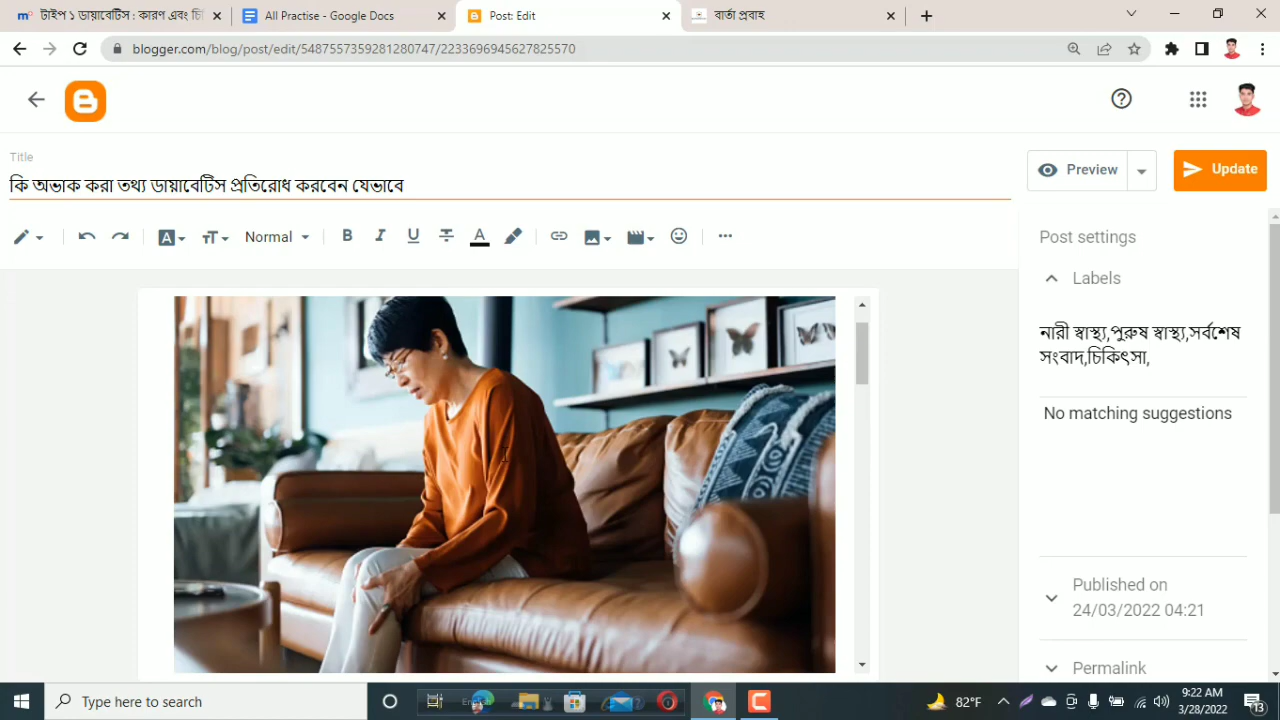 টাইপ ১ ডায়াবেটিস : কারণ এবং চি
All Practise - Google Docs
Post: Edit
বার্তা প্রবাহ
blogger.com/blog/post/edit/5487557359281280747/2233696945627825570
Title
কি অভাক করা তথ্য ডায়াবেটিস প্রতিরোধ করবেন যেভাবে
Preview
Update
Normal
B I U A
Post settings
Labels
নারী স্বাস্থ্য,পুরুষ স্বাস্থ্য,সর্বশেষ
সংবাদ,চিকিৎসা,
No matching suggestions
Published on
24/03/2022 04:21
Permalink
Type here to search
English
82°F
9:22 AM
3/28/2022
13